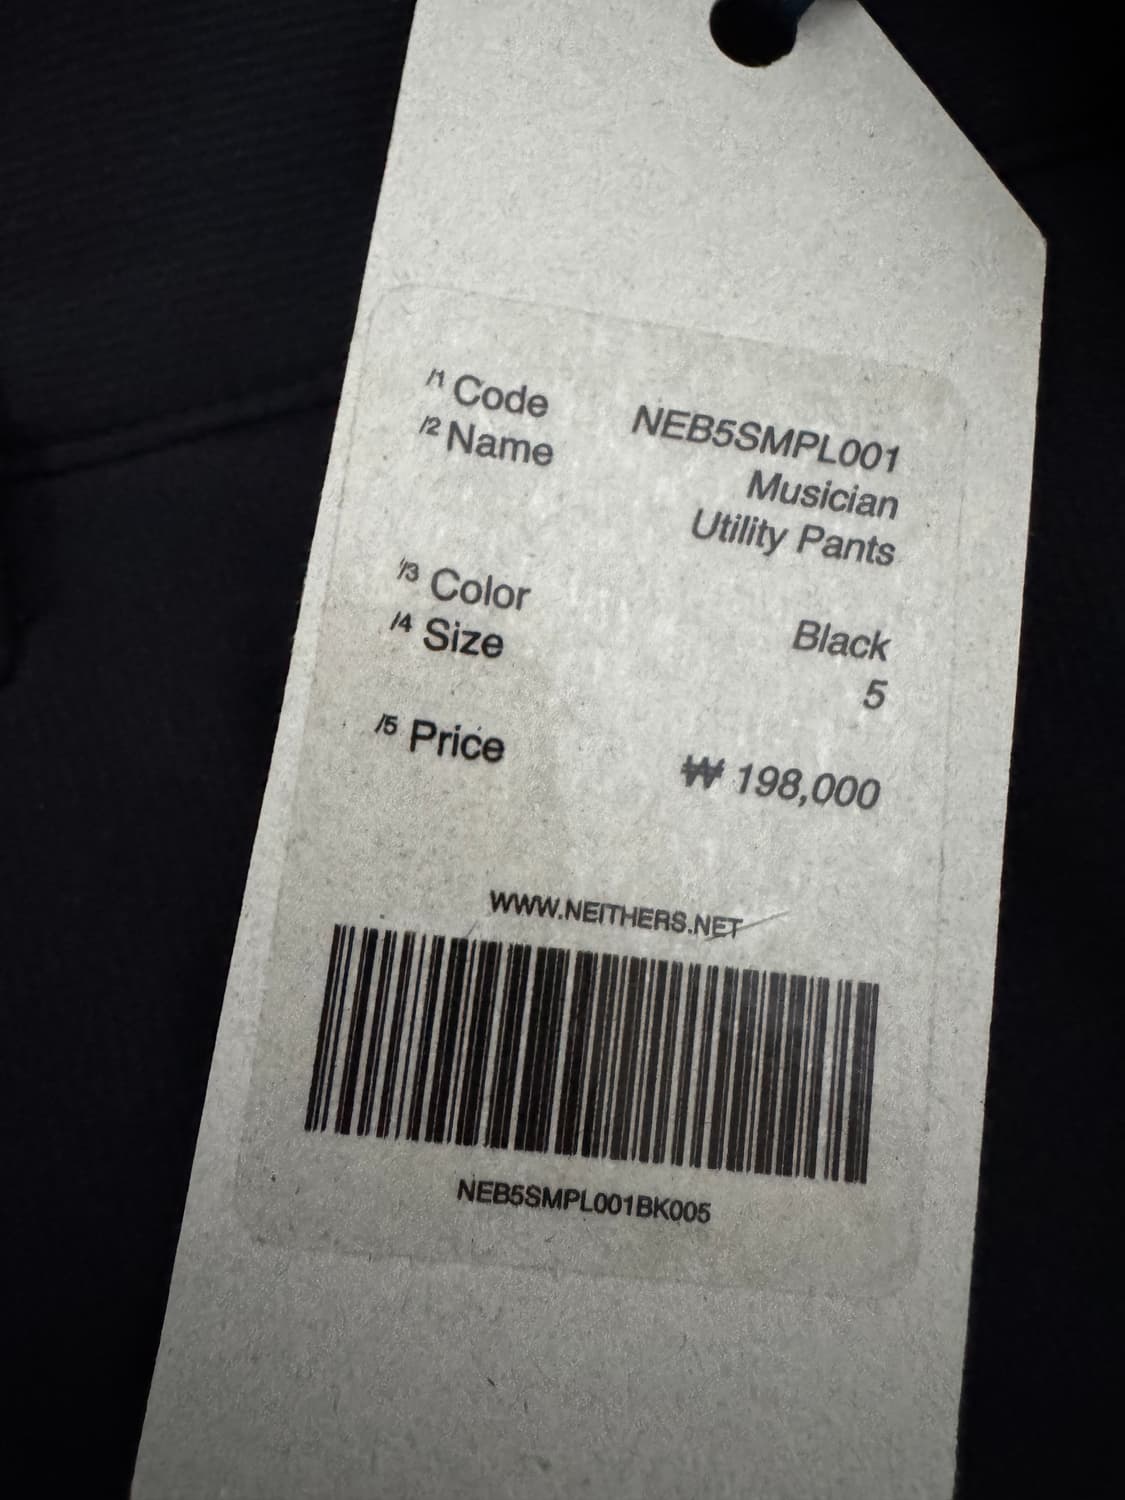 /1 Code NEB5SMPL001
/2 Name Musician
Utility Pants
/3 Color Black
/4 Size 5
/5 Price ₩ 198,000
WWW.NEITHERS.NET
NEB5SMPL001BK005